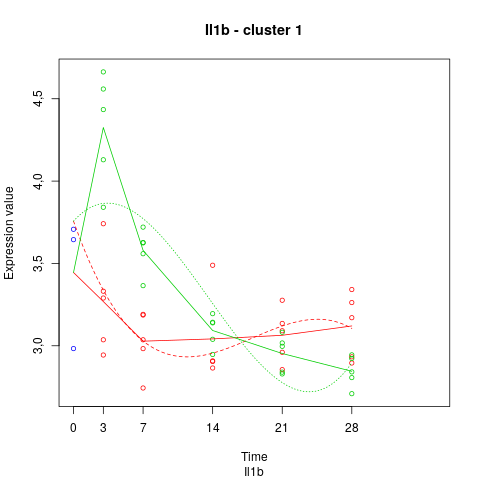 Il1b - cluster 1
Expression value
4,5
4,0
3,5
3,0
0 3 7 14 21 28
Time
Il1b